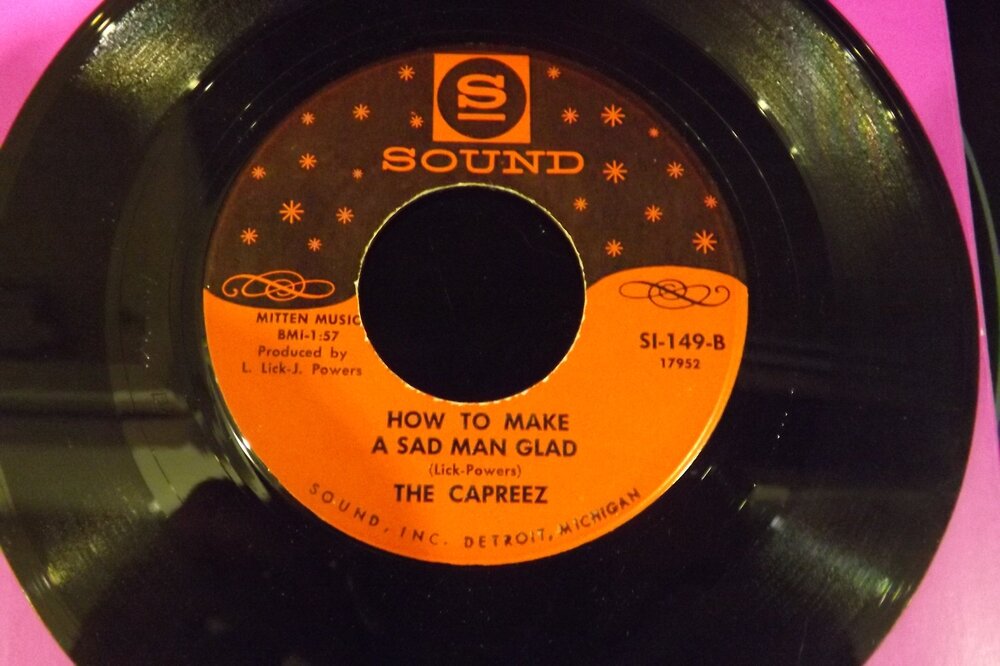 S
SOUND
MITTEN MUSIC
BMI-1:57
Produced by
L. Lick-J. Powers
SI-149-B
17952
HOW TO MAKE
A SAD MAN GLAD
(Lick-Powers)
THE CAPREEZ
SOUND, INC. DETROIT, MICHIGAN